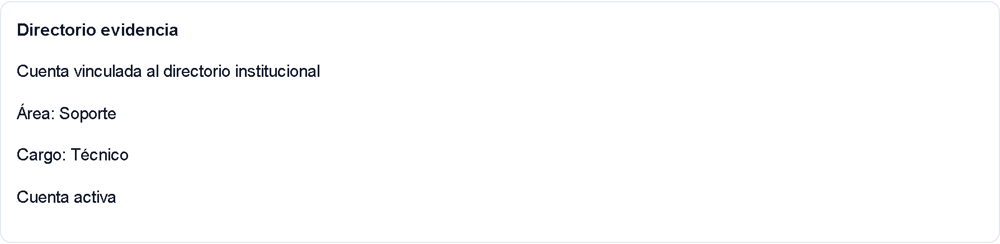 Directorio evidencia
Cuenta vinculada al directorio institucional
Área: Soporte
Cargo: Técnico
Cuenta activa